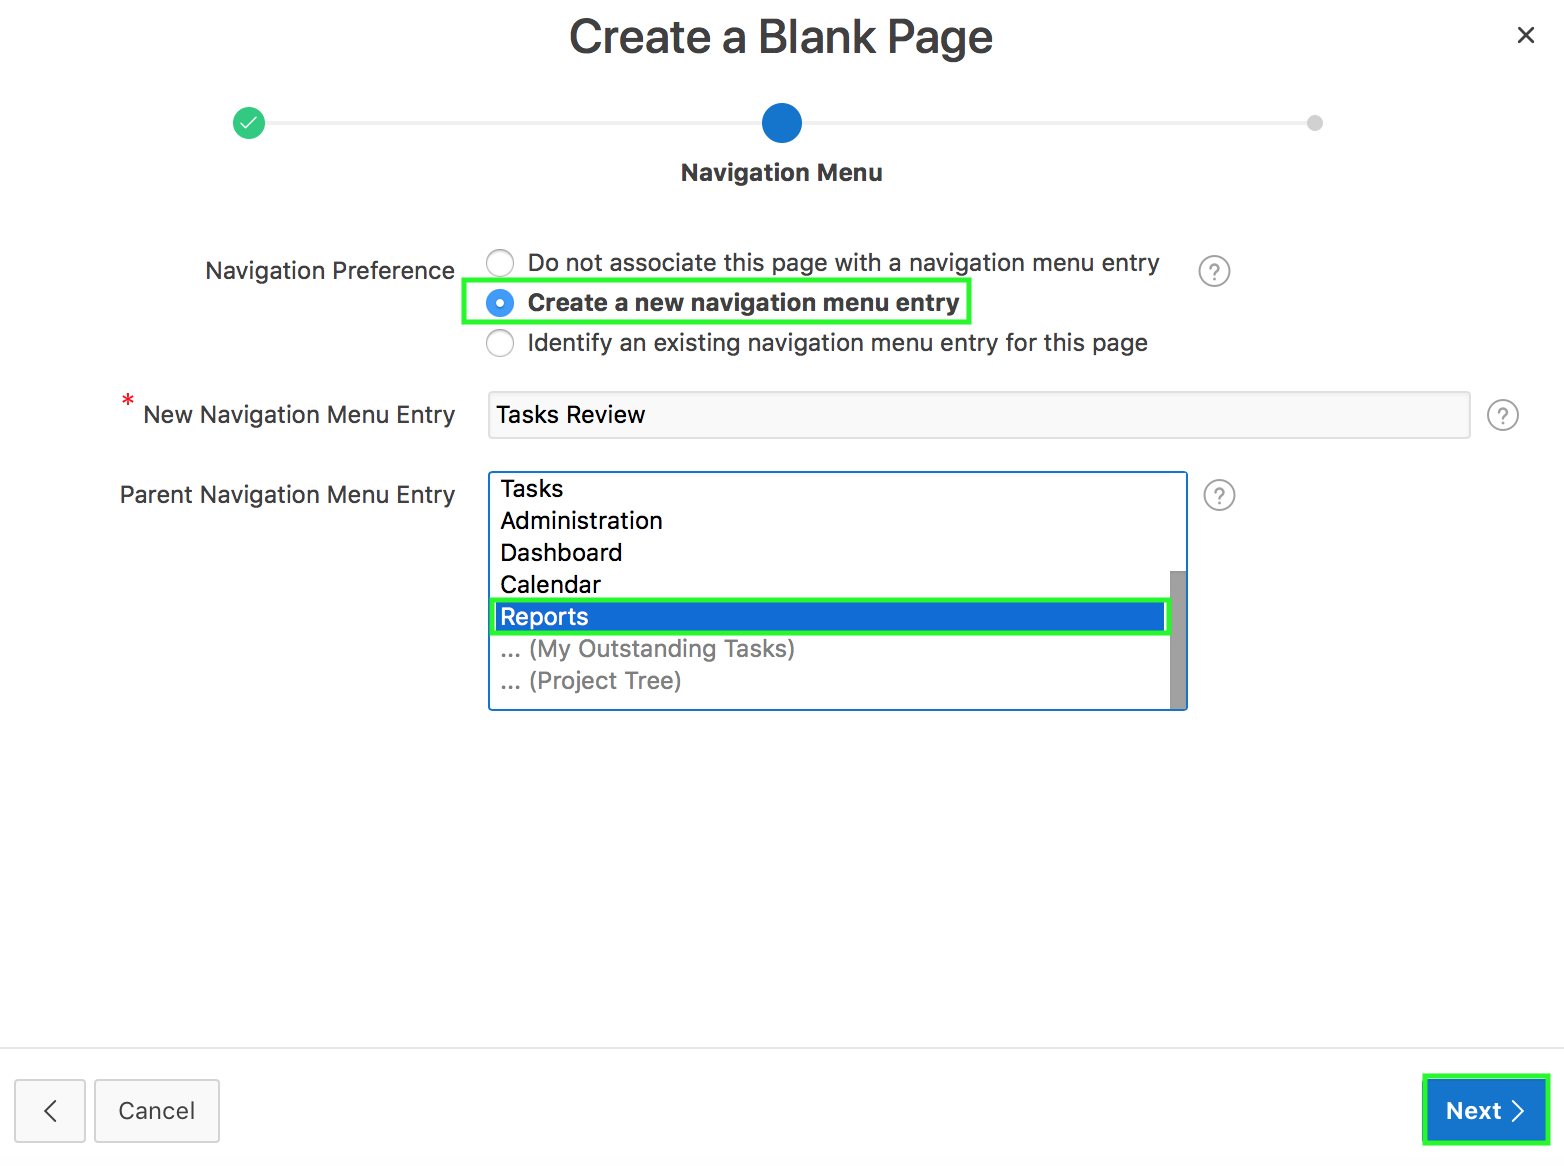 Create a Blank Page
Navigation Menu
Navigation Preference
Do not associate this page with a navigation menu entry
Create a new navigation menu entry
Identify an existing navigation menu entry for this page
* New Navigation Menu Entry
Tasks Review
Parent Navigation Menu Entry
Tasks
Administration
Dashboard
Calendar
Reports
... (My Outstanding Tasks)
... (Project Tree)
Cancel
Next